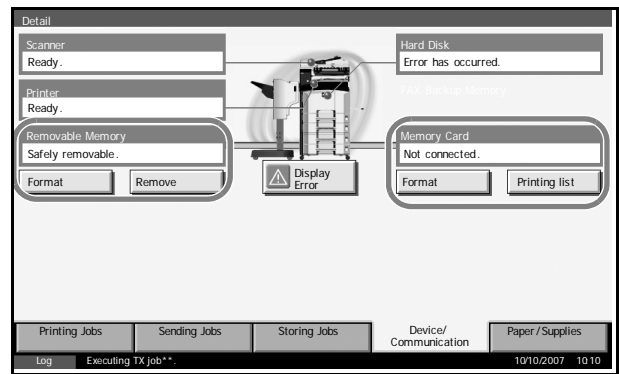 Detail
Scanner
Ready.
Hard Disk
Error has occurred.
FAX Backup Memory
Printer
Ready.
Removable Memory
Safely removable.
Format
Remove
Display
Error
Memory Card
Not connected.
Format
Printing list
Printing Jobs
Sending Jobs
Storing Jobs
Device/
Communication
Paper/Supplies
Log
Executing TX job**.
10/10/2007 10:10